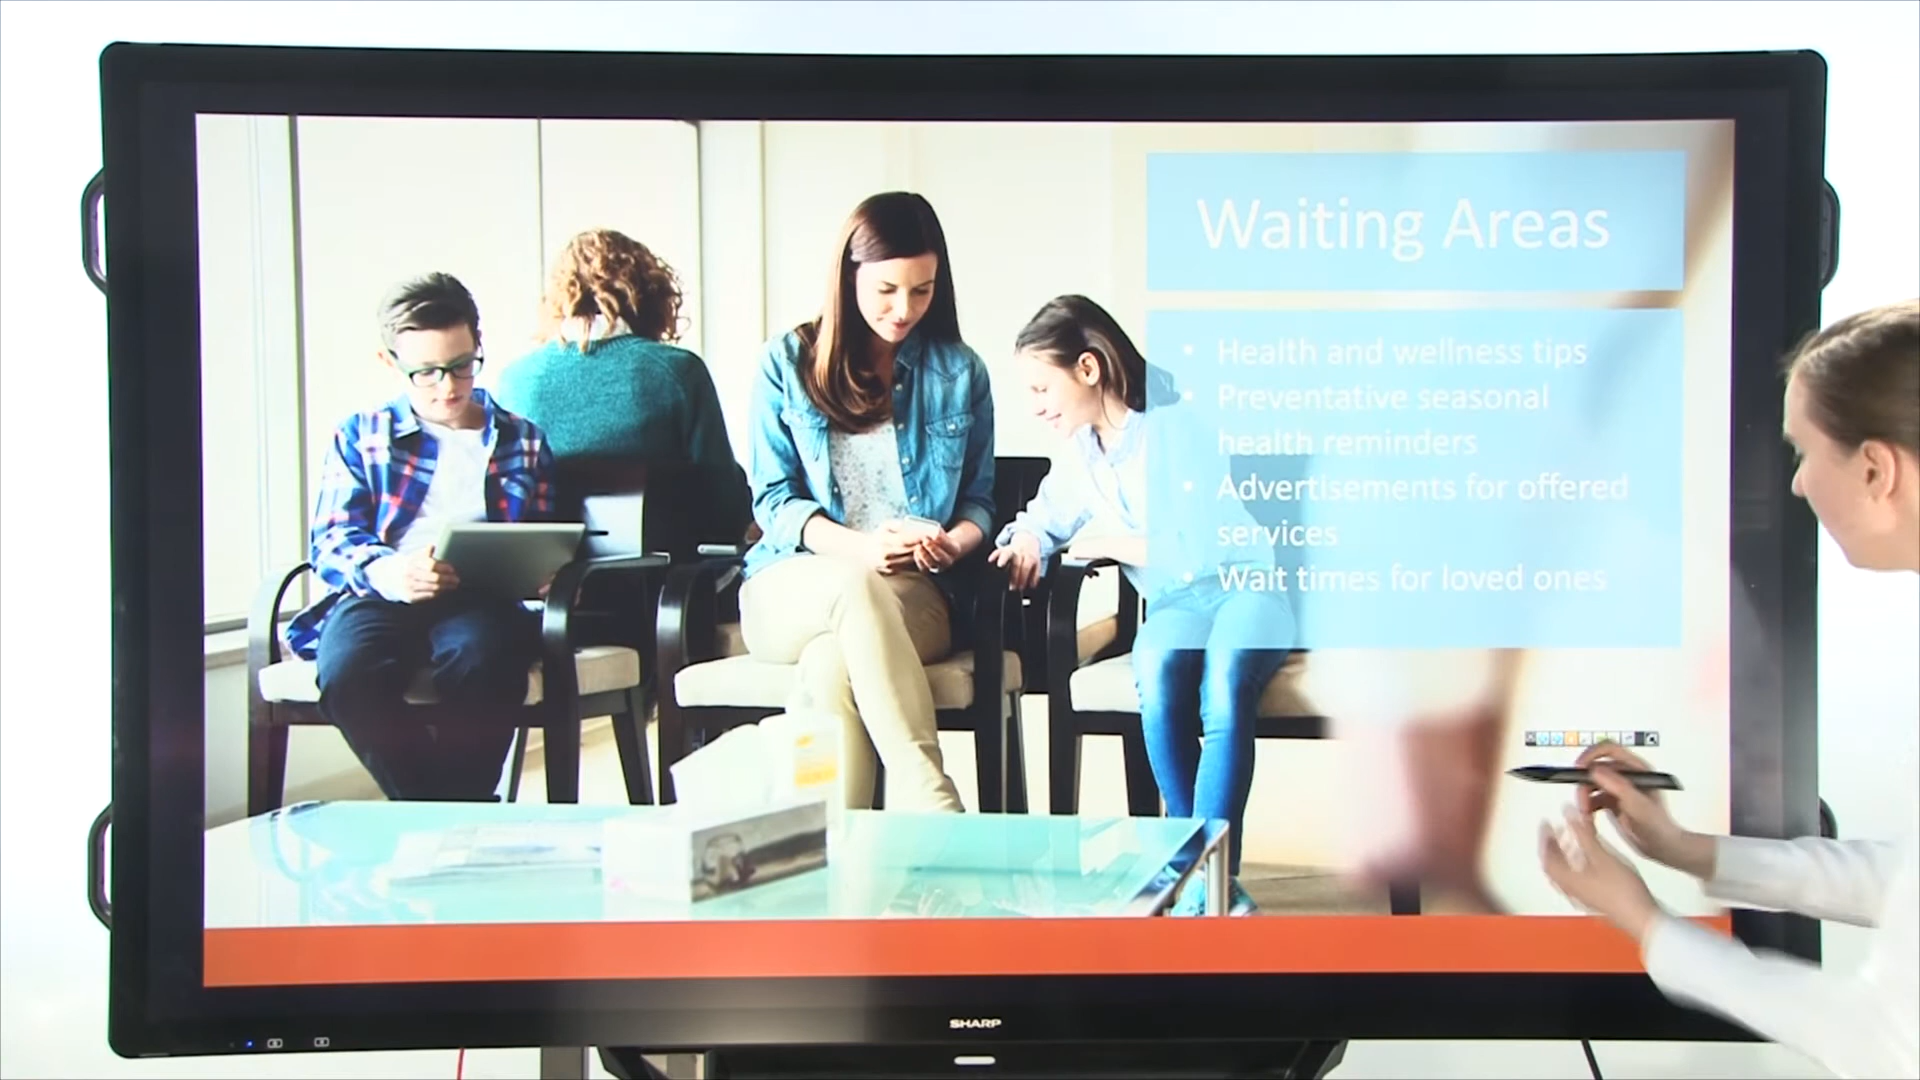 Waiting Areas
• Health and wellness tips
• Preventative seasonal
health reminders
• Advertisements for offered
services
• Wait times for loved ones
SHARP